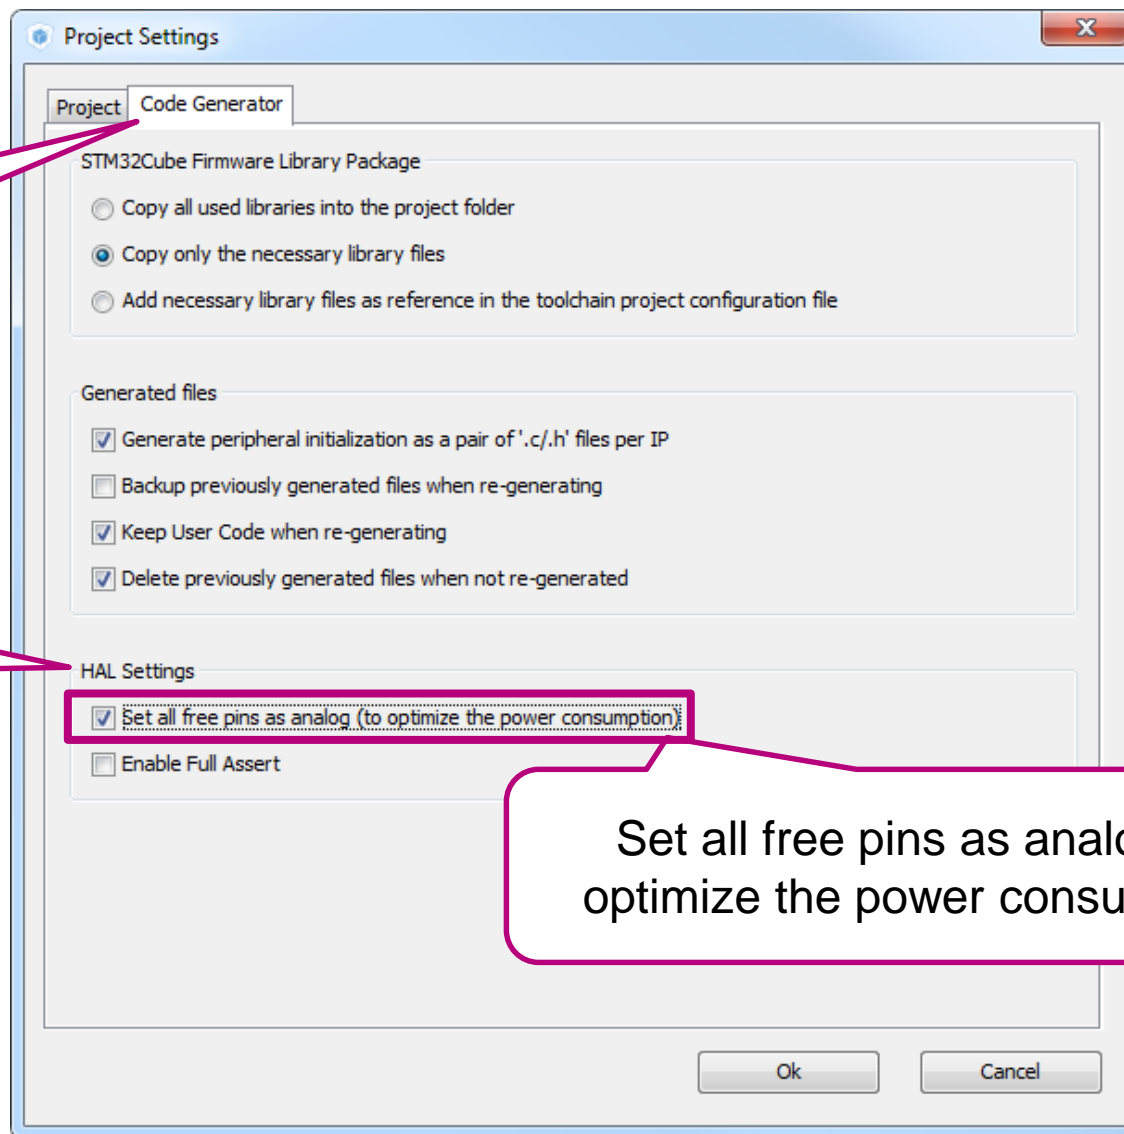 Project Settings
Project
Code Generator
STM32Cube Firmware Library Package
Copy all used libraries into the project folder
Copy only the necessary library files
Add necessary library files as reference in the toolchain project configuration file
Generated files
Generate peripheral initialization as a pair of '.c/.h' files per IP
Backup previously generated files when re-generating
Keep User Code when re-generating
Delete previously generated files when not re-generated
HAL Settings
Set all free pins as analog (to optimize the power consumption)
Enable Full Assert
Set all free pins as
optimize the power
Ok
Cancel